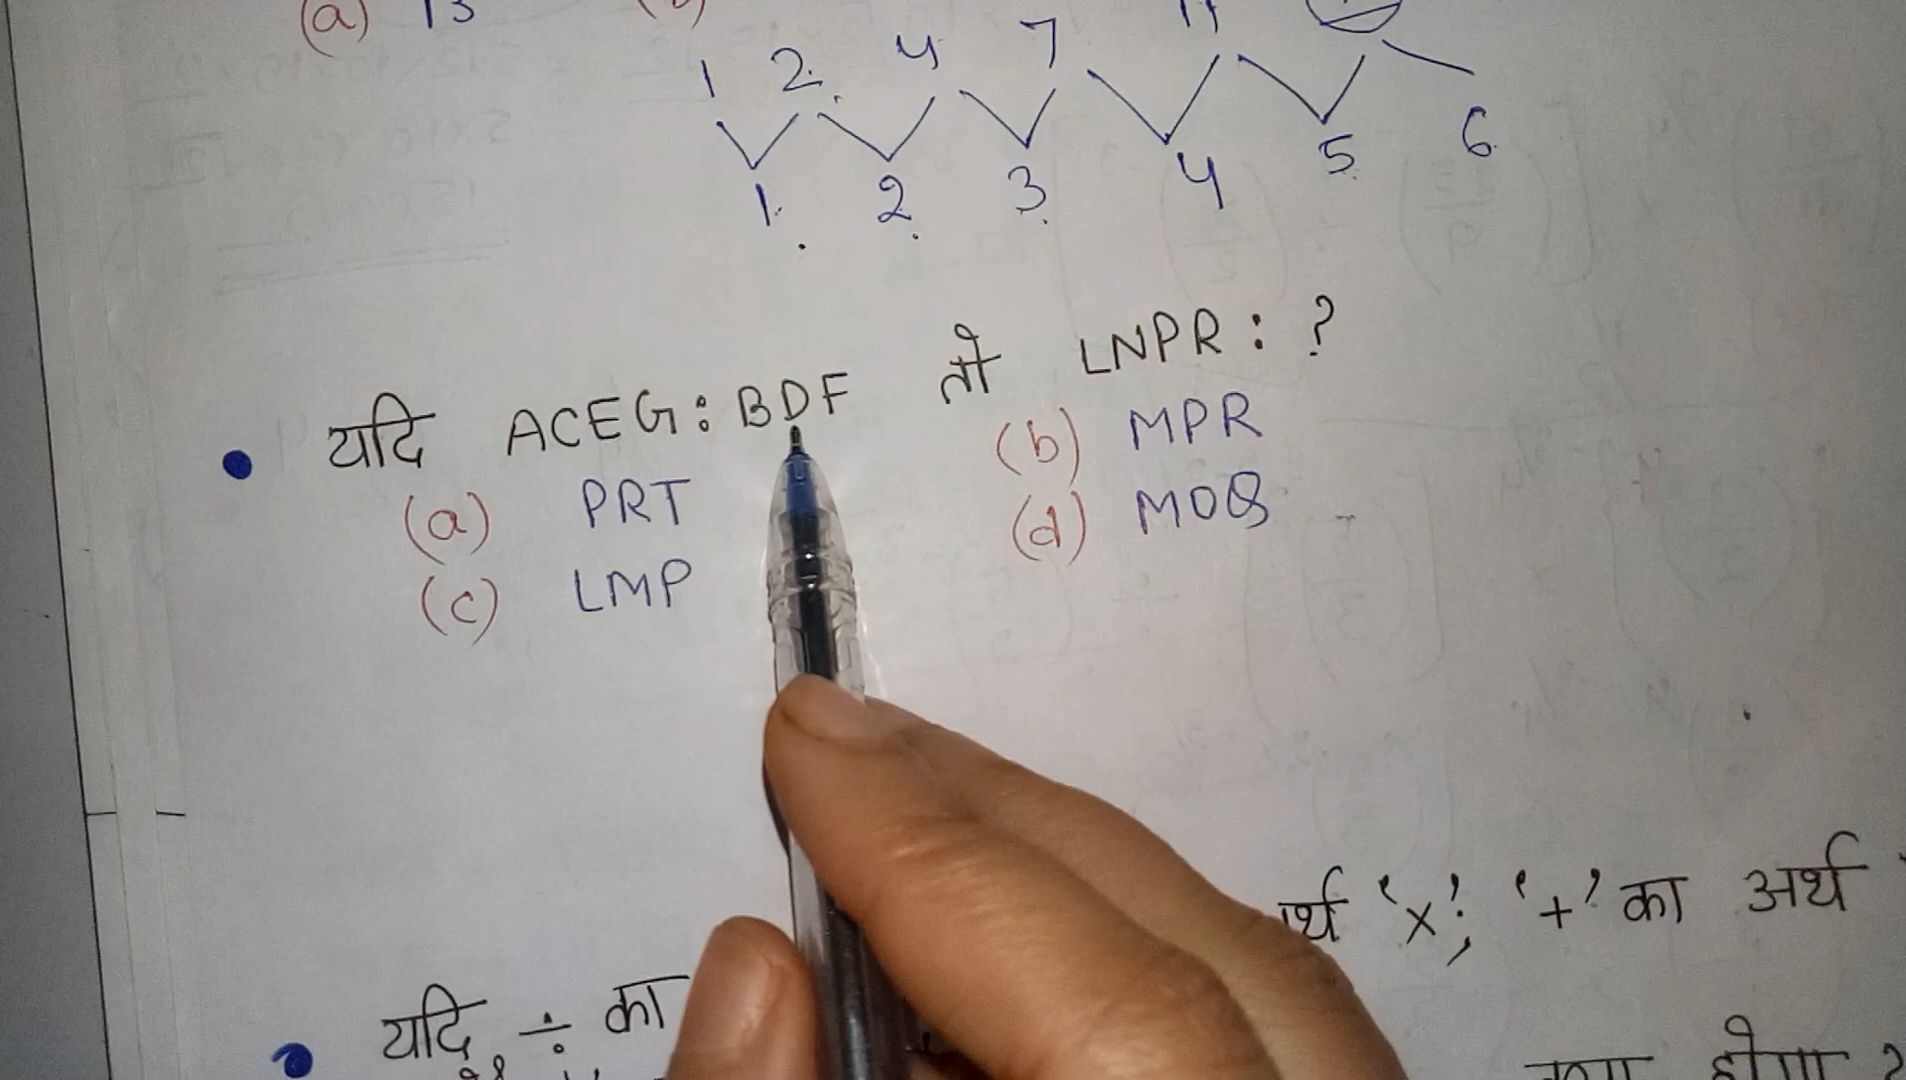 (a) 13
1 2 4 7 11
1 2 3 4 5 6
यदि ACEG : BDF तो LNPR : ?
(a) PRT (b) MPR
(c) LMP (d) MOQ
र्थ 'x'; '+' का अर्थ
यदि ÷ का
होगा ?